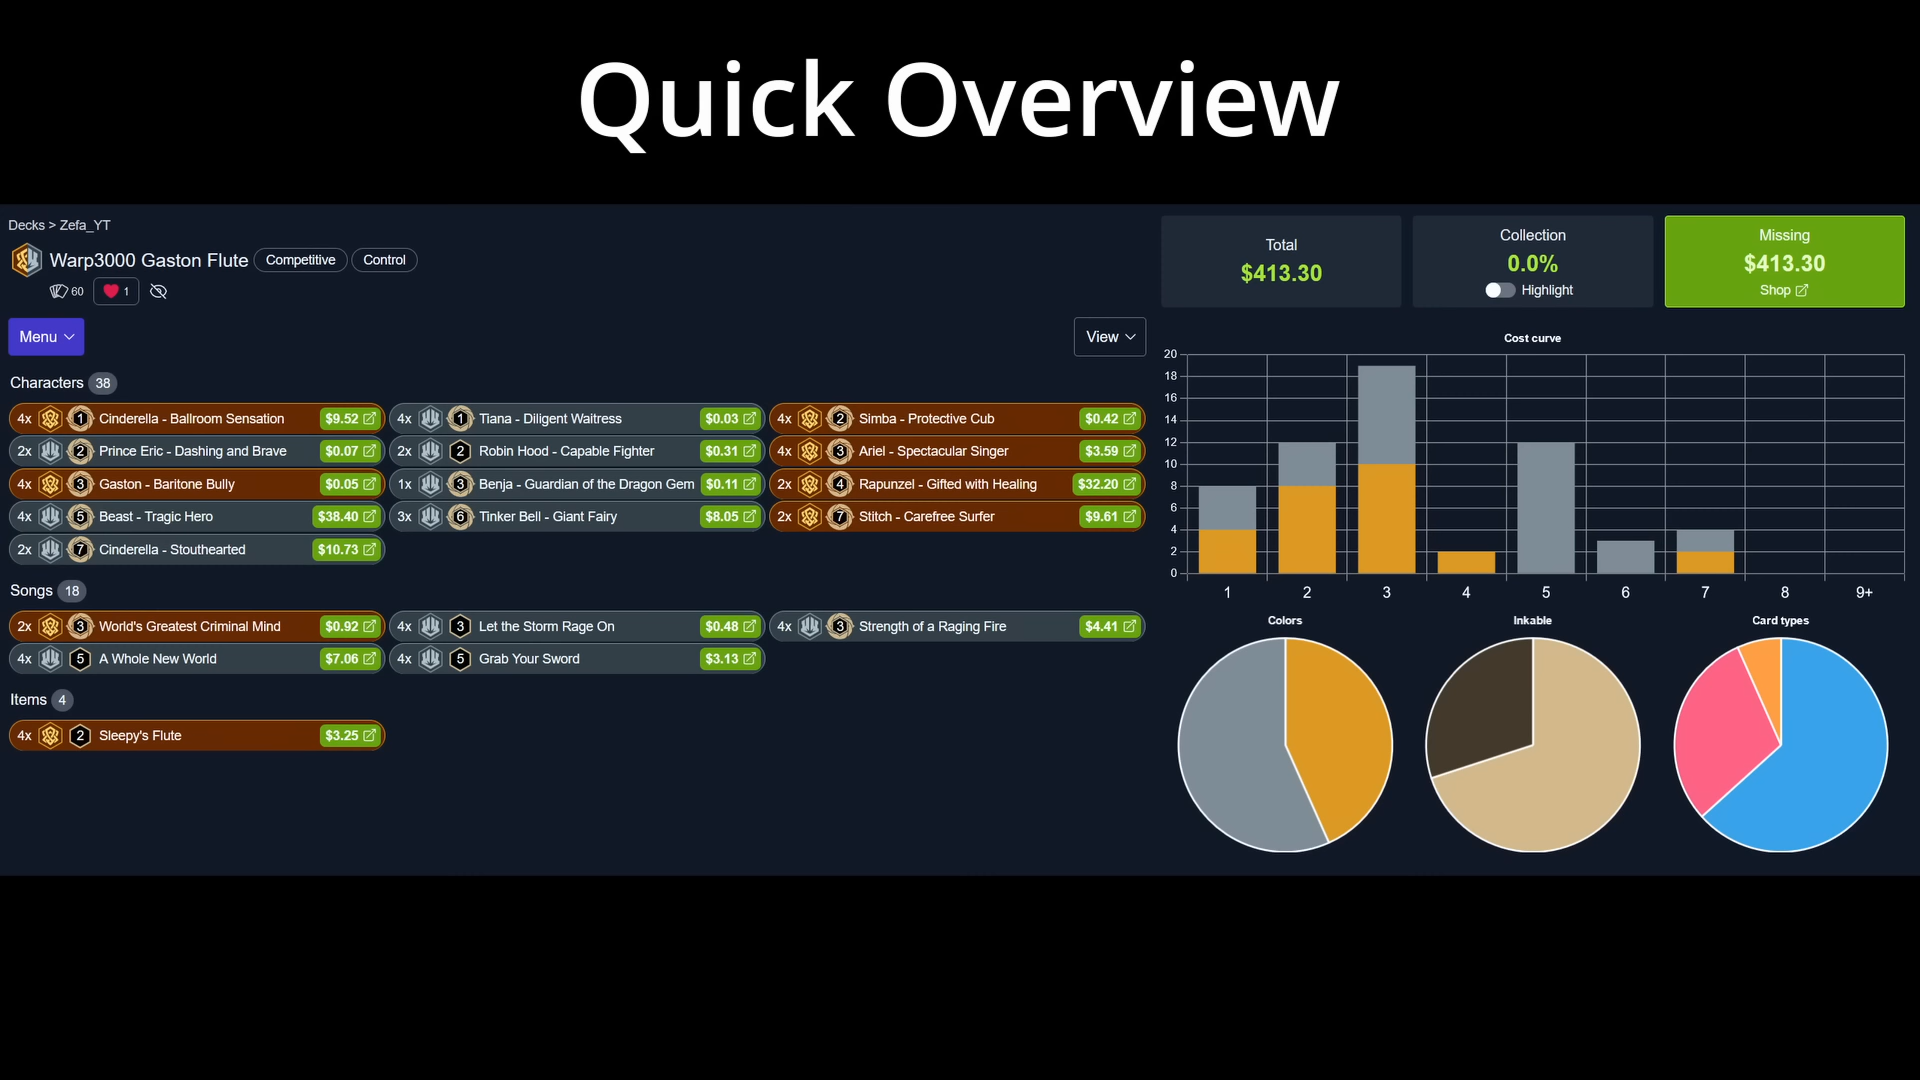 Quick Overview
Decks > Zefa_YT
Warp3000 Gaston Flute Competitive Control
60 1
Menu View
Characters 38
4x 1 Cinderella - Ballroom Sensation $9.52
4x 1 Tiana - Diligent Waitress $0.03
4x 2 Simba - Protective Cub $0.42
2x 2 Prince Eric - Dashing and Brave $0.07
2x 2 Robin Hood - Capable Fighter $0.31
4x 3 Ariel - Spectacular Singer $3.59
4x 3 Gaston - Baritone Bully $0.05
1x 3 Benja - Guardian of the Dragon Gem $0.11
2x 4 Rapunzel - Gifted with Healing $32.20
4x 5 Beast - Tragic Hero $38.40
3x 6 Tinker Bell - Giant Fairy $8.05
2x 7 Stitch - Carefree Surfer $9.61
2x 7 Cinderella - Stouthearted $10.73
Songs 18
2x 3 World's Greatest Criminal Mind $0.92
4x 3 Let the Storm Rage On $0.48
4x 3 Strength of a Raging Fire $4.41
4x 5 A Whole New World $7.06
4x 5 Grab Your Sword $3.13
Items 4
4x 2 Sleepy's Flute $3.25
Total
$413.30
Collection
0.0%
Highlight
Missing
$413.30
Shop
Cost curve
20
18
16
14
12
10
8
6
4
2
0
1 2 3 4 5 6 7 8 9+
Colors Inkable Card types